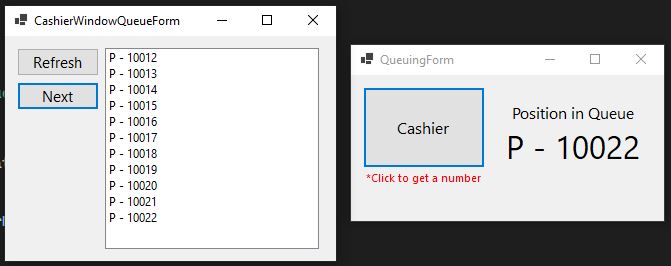 CashierWindowQueueForm
Refresh
Next
P - 10012
P - 10013
P - 10014
P - 10015
P - 10016
P - 10017
P - 10018
P - 10019
P - 10020
P - 10021
P - 10022
QueuingForm
Cashier
*Click to get a number
Position in Queue
P - 10022